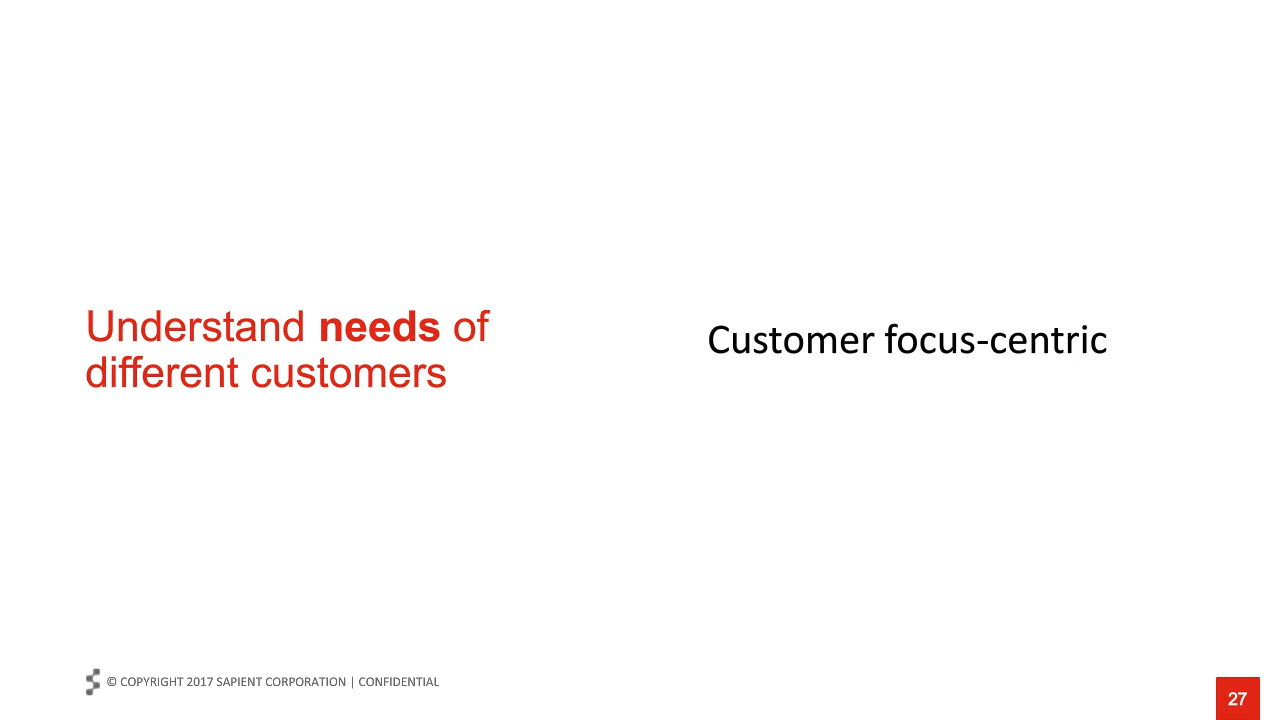 Understand needs of
different customers
Customer focus-centric
© COPYRIGHT 2017 SAPIENT CORPORATION | CONFIDENTIAL
27